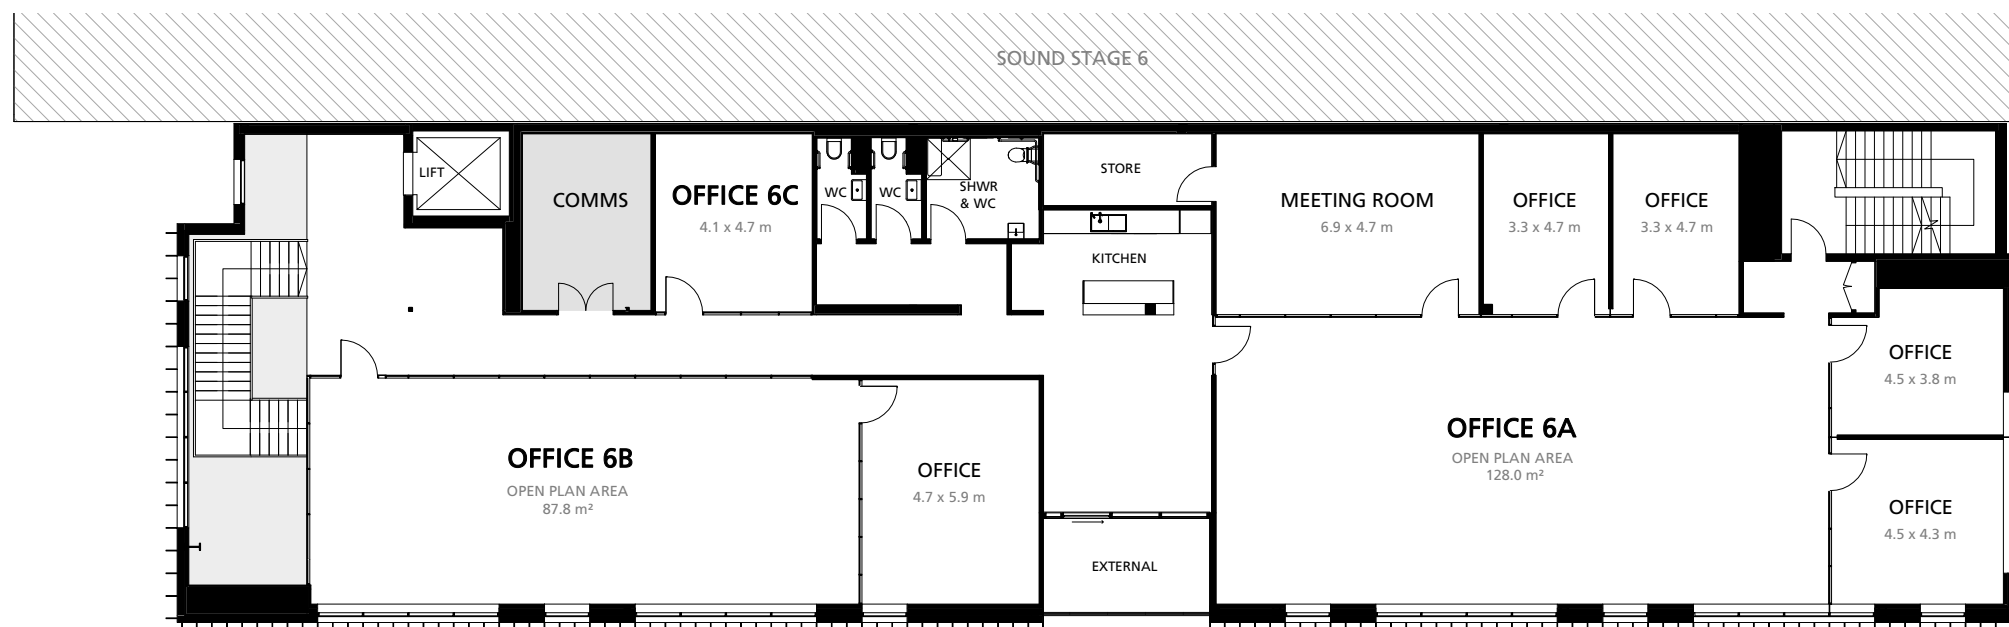 SOUND STAGE 6
LIFT
COMMS
OFFICE 6C
4.1 x 4.7 m
WC
WC
SHWR
& WC
STORE
KITCHEN
MEETING ROOM
6.9 x 4.7 m
OFFICE
3.3 x 4.7 m
OFFICE
3.3 x 4.7 m
OFFICE
4.5 x 3.8 m
OFFICE 6B
OPEN PLAN AREA
87.8 m²
OFFICE
4.7 x 5.9 m
OFFICE 6A
OPEN PLAN AREA
128.0 m²
OFFICE
4.5 x 4.3 m
EXTERNAL